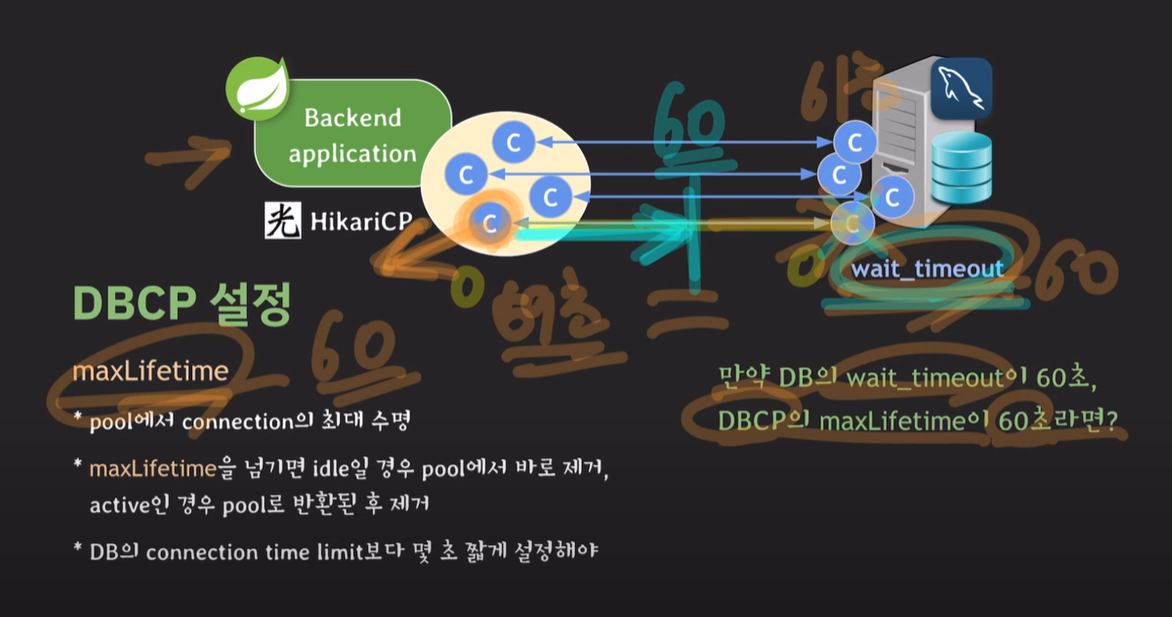 Backend
application
光 HikariCP
C
C
C
C
C
C
C
C
60
61초
wait_timeout
60
0
0
59초
DBCP 설정
60
maxLifetime
* pool에서 connection의 최대 수명
* maxLifetime을 넘기면 idle일 경우 pool에서 바로 제거,
active인 경우 pool로 반환된 후 제거
* DB의 connection time limit보다 몇 초 짧게 설정해야
만약 DB의 wait_timeout이 60초,
DBCP의 maxLifetime이 60초라면?